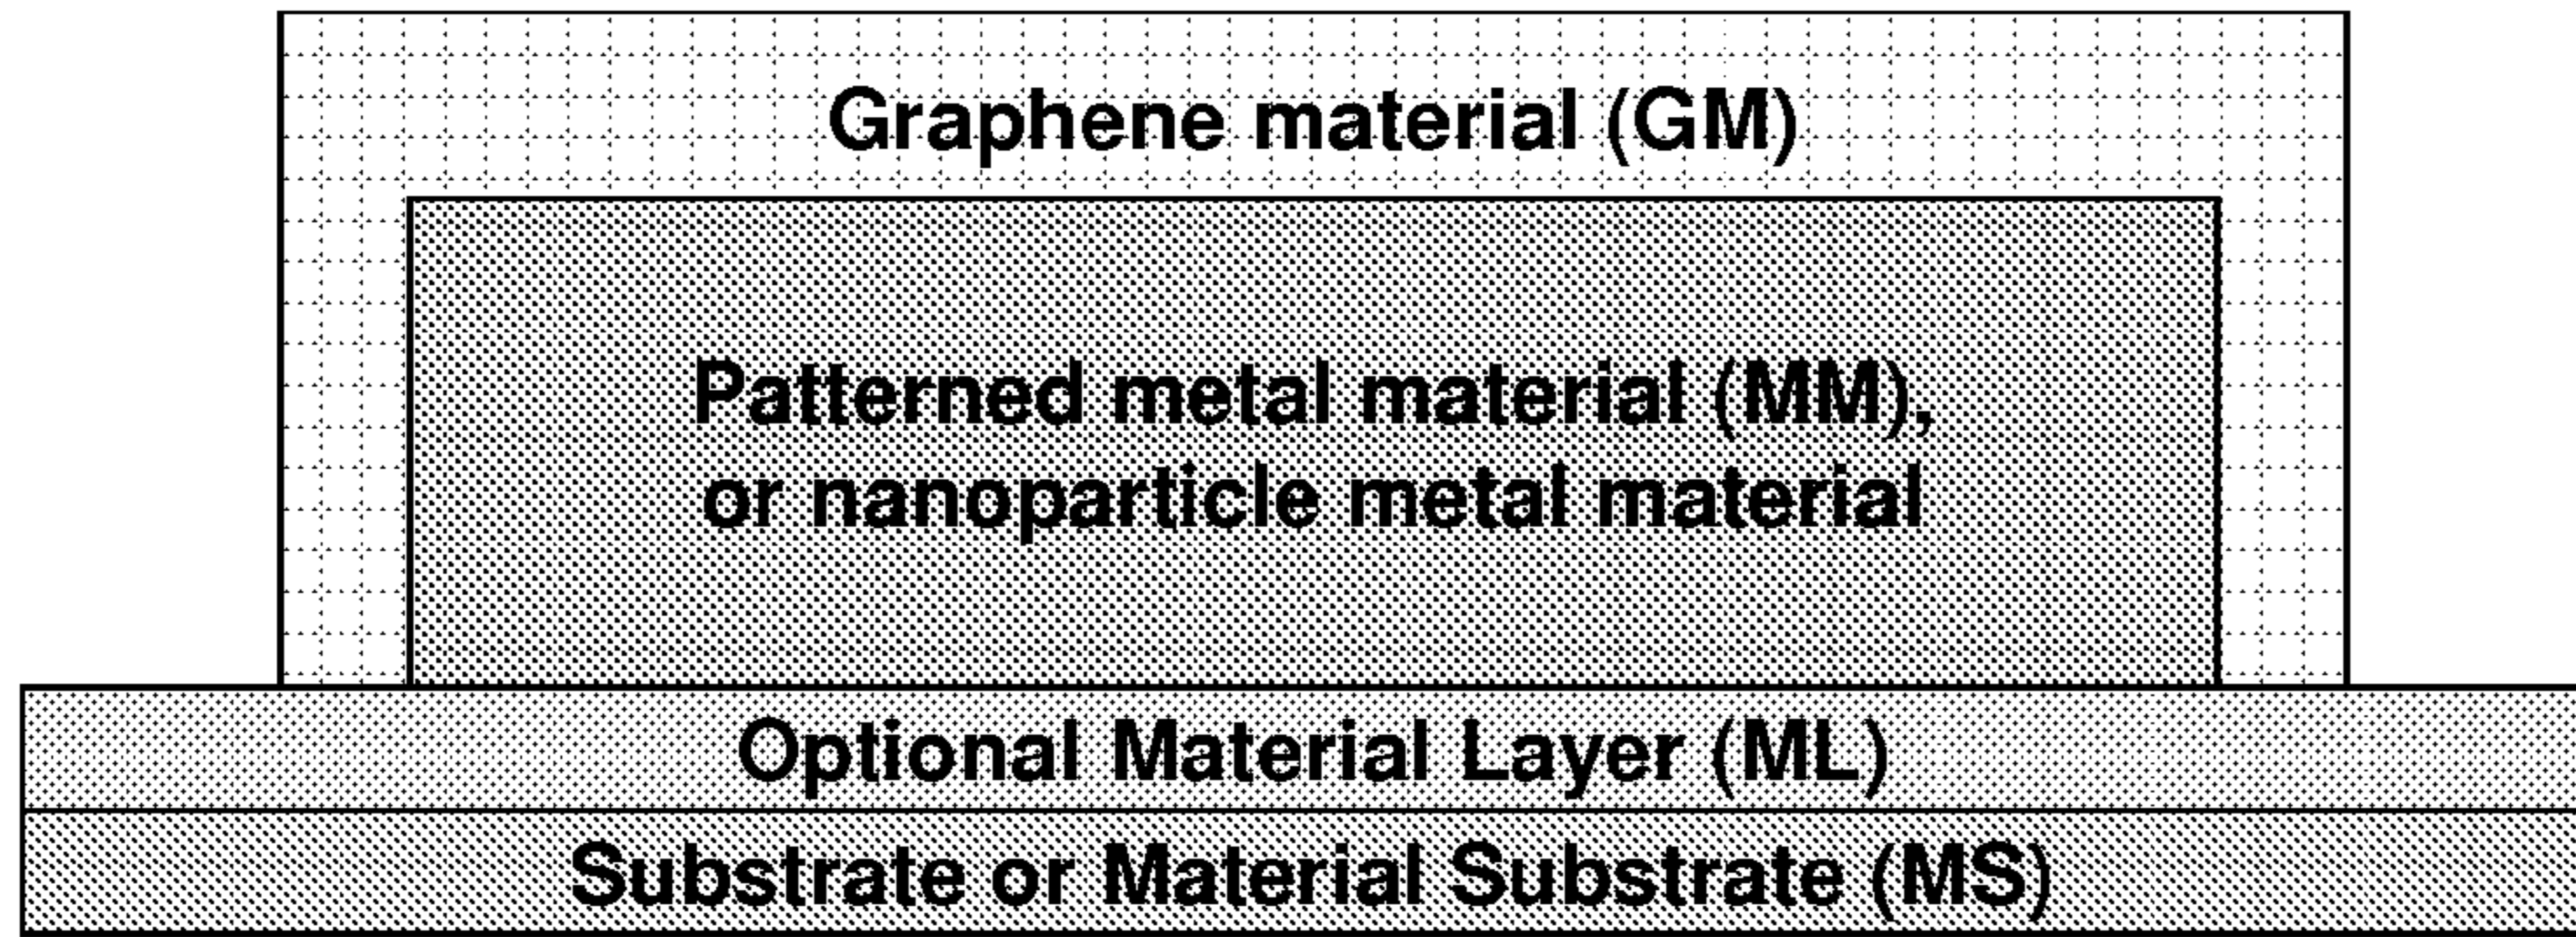 Graphene material (GM)
Patterned metal material (MM),
or nanoparticle metal material
Optional Material Layer (ML)
Substrate or Material Substrate (MS)